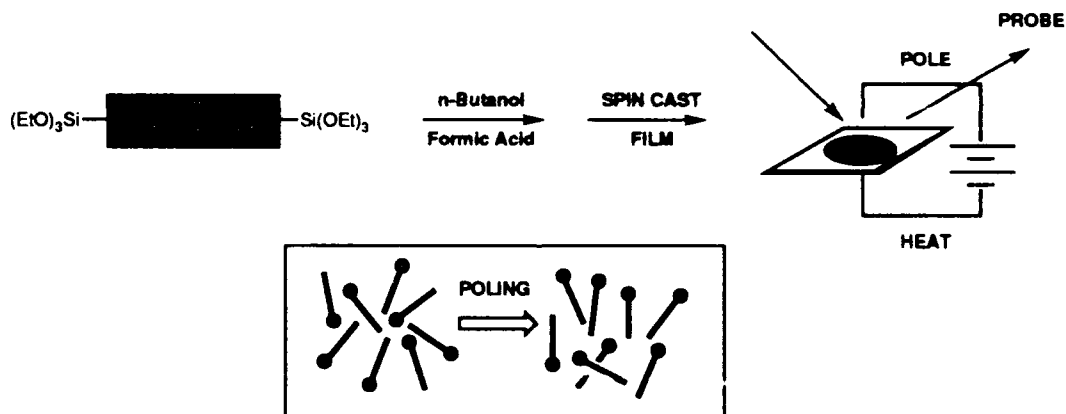 PROBE
POLE
(EtO)₃Si
Si(OEt)₃
n-Butanol
Formic Acid
SPIN CAST
FILM
HEAT
POLING